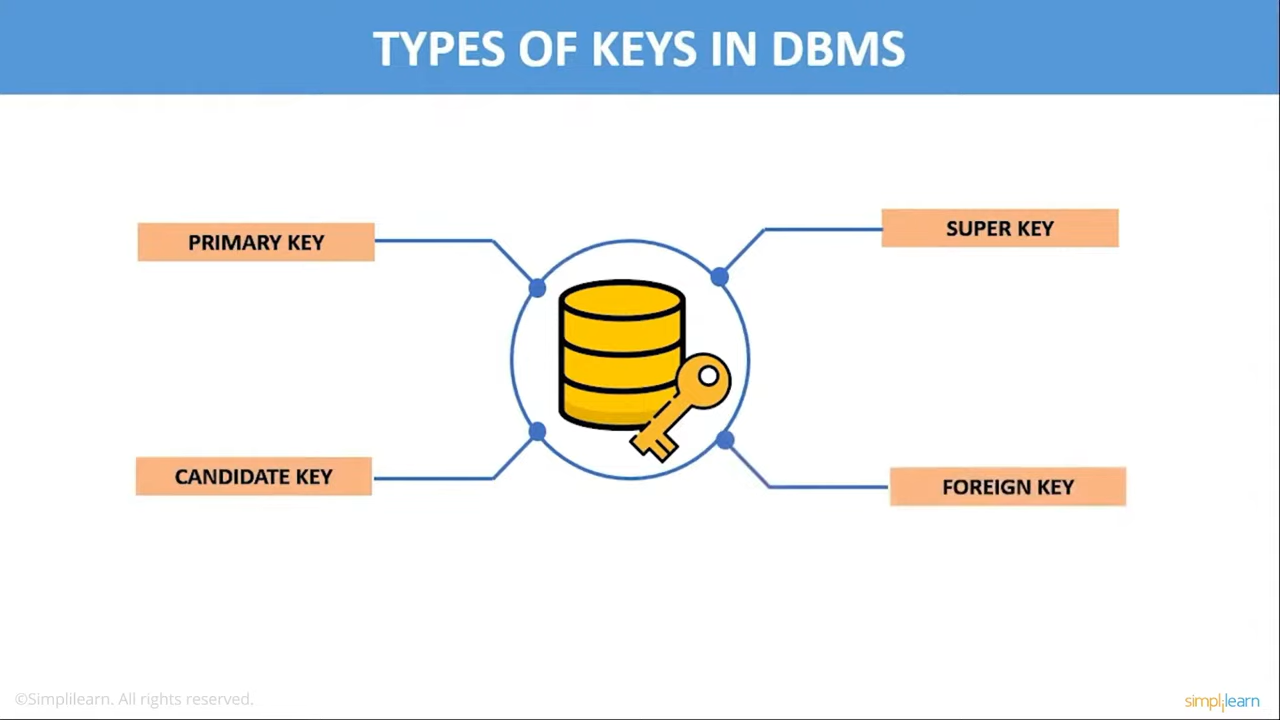 TYPES OF KEYS IN DBMS
PRIMARY KEY
SUPER KEY
CANDIDATE KEY
FOREIGN KEY
©Simplilearn. All rights reserved.
simplilearn